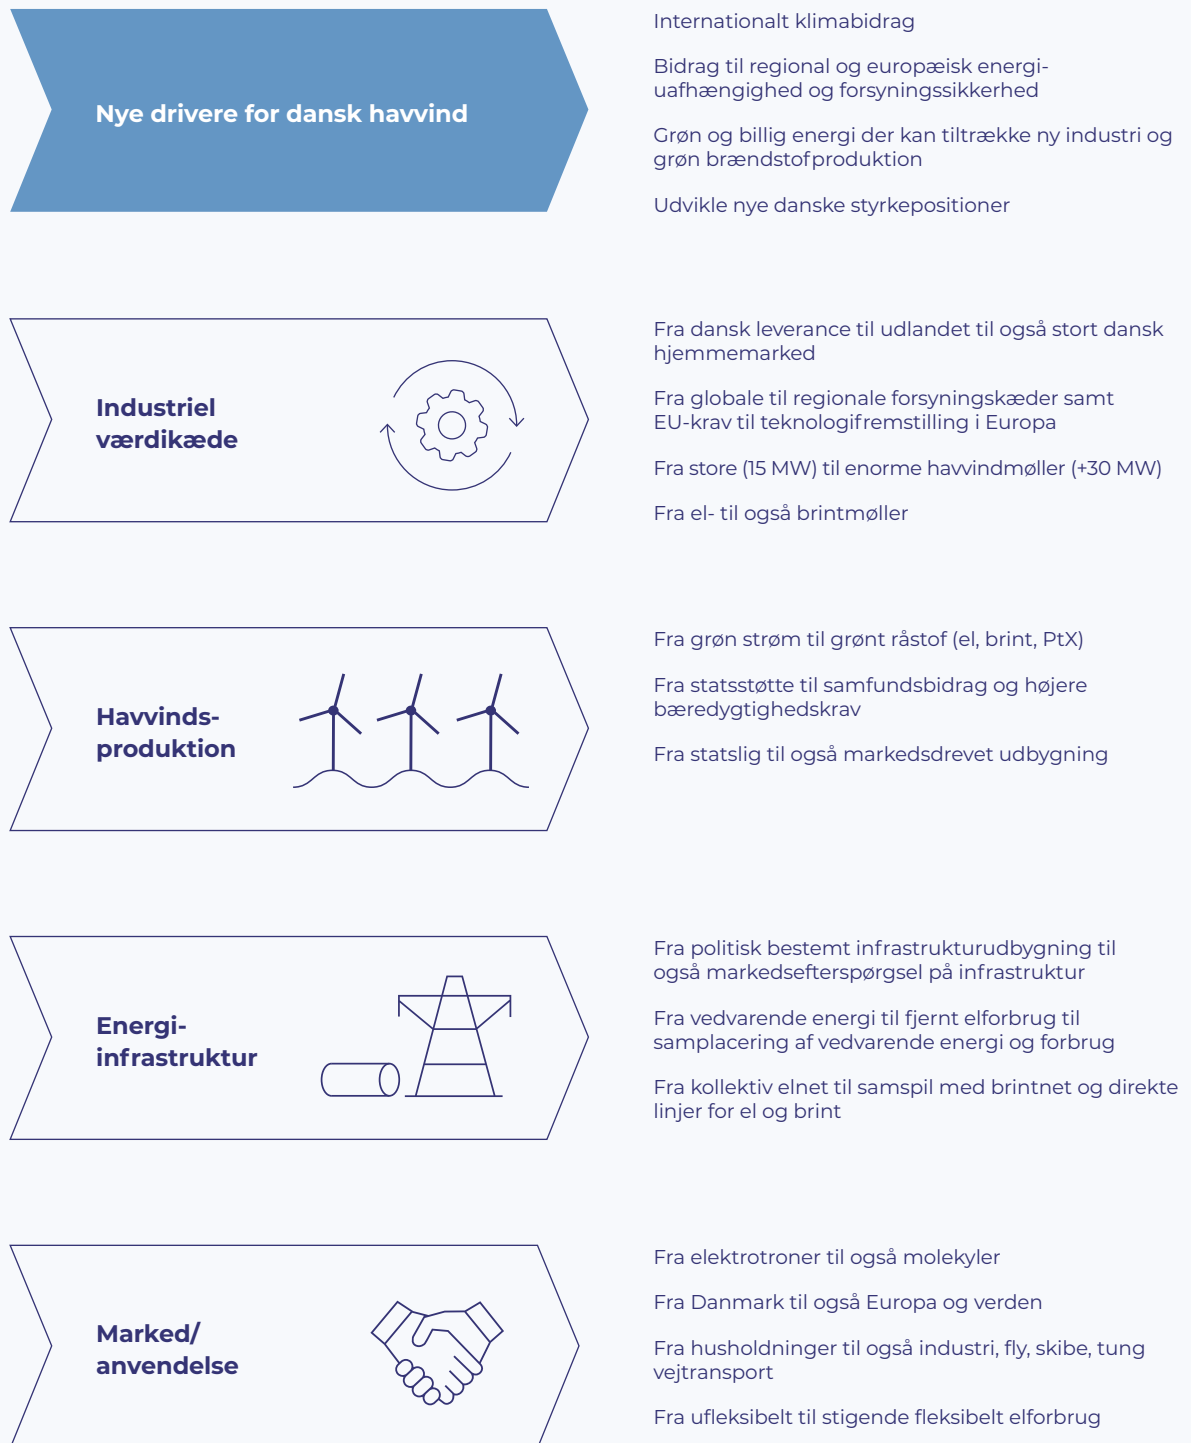 Nye drivere for dansk havvind
Internationalt klimabidrag
Bidrag til regional og europæisk energi-
uafhængighed og forsyningssikkerhed
Grøn og billig energi der kan tiltrække ny industri og
grøn brændstofproduktion
Udvikle nye danske styrkepositioner
Industriel
værdikæde
Fra dansk leverance til udlandet til også stort dansk
hjemmemarked
Fra globale til regionale forsyningskæder samt
EU-krav til teknologifremstilling i Europa
Fra store (15 MW) til enorme havvindmøller (+30 MW)
Fra el- til også brintmøller
Havvinds-
produktion
Fra grøn strøm til grønt råstof (el, brint, PtX)
Fra statsstøtte til samfundsbidrag og højere
bæredygtighedskrav
Fra statslig til også markedsdrevet udbygning
Energi-
infrastruktur
Fra politisk bestemt infrastrukturudbygning til
også markedsefterspørgsel på infrastruktur
Fra vedvarende energi til fjernt elforbrug til
samplacering af vedvarende energi og forbrug
Fra kollektiv elnet til samspil med brintnet og direkte
linjer for el og brint
Marked/
anvendelse
Fra elektrotroner til også molekyler
Fra Danmark til også Europa og verden
Fra husholdninger til også industri, fly, skibe, tung
vejtransport
Fra ufleksibelt til stigende fleksibelt elforbrug